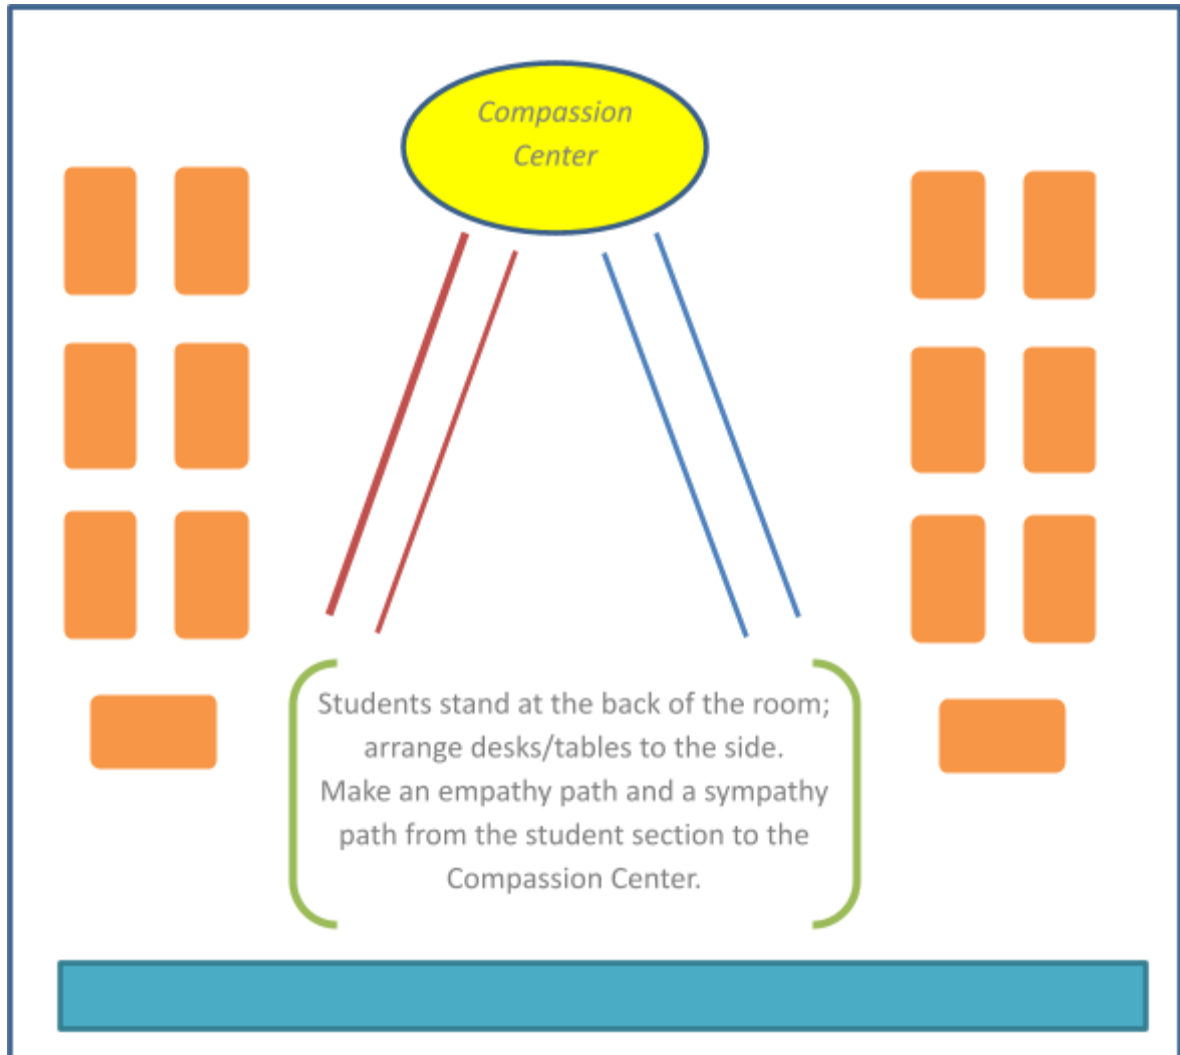 Compassion
Center
Students stand at the back of the room;
arrange desks/tables to the side.
Make an empathy path and a sympathy
path from the student section to the
Compassion Center.